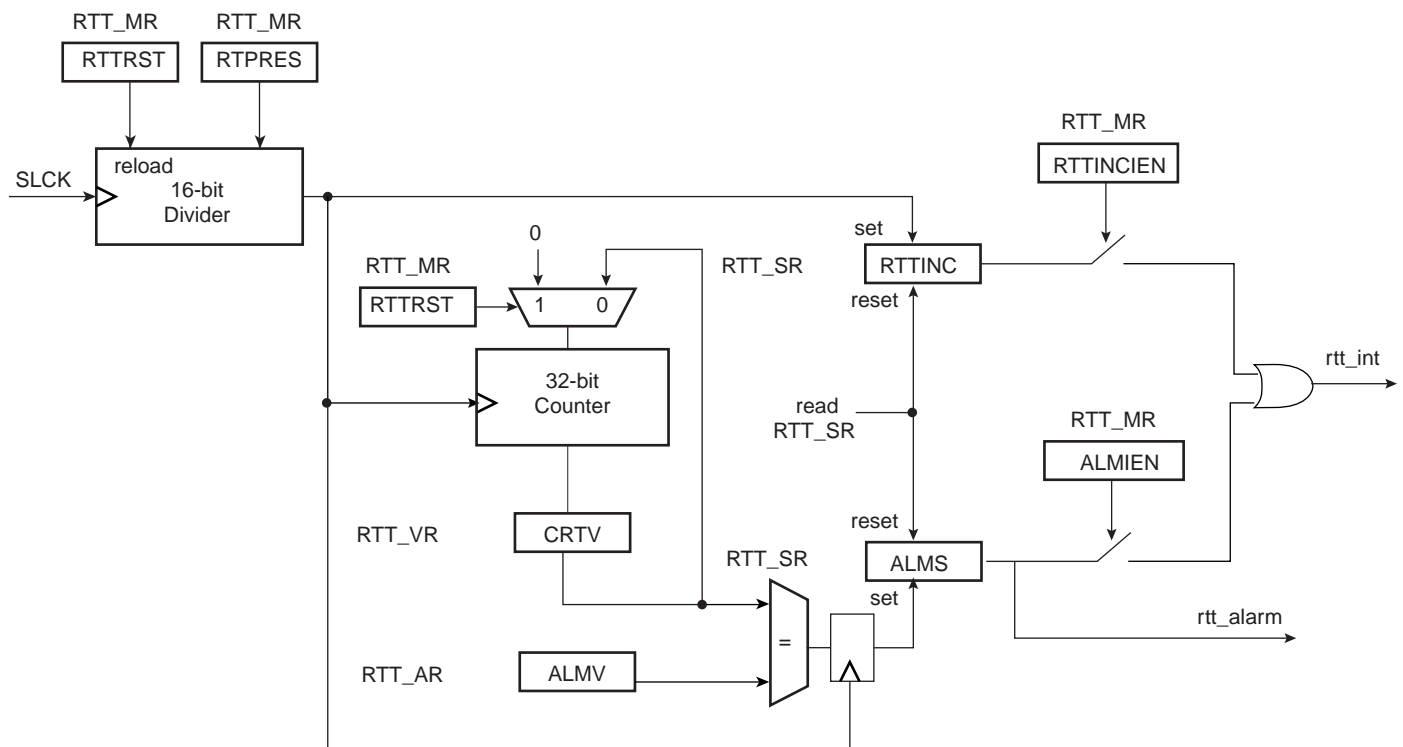 RTT_MR
RTT_MR
RTTRST
RTPRES
RTT_MR
reload
RTTINCIEN
SLCK
16-bit
Divider
set
0
RTT_MR
RTT_SR
RTTINC
RTTRST
1
0
reset
rtt_int
32-bit
Counter
read
RTT_SR
RTT_MR
ALMIEN
reset
RTT_VR
CRTV
RTT_SR
ALMS
set
rtt_alarm
=
RTT_AR
ALMV